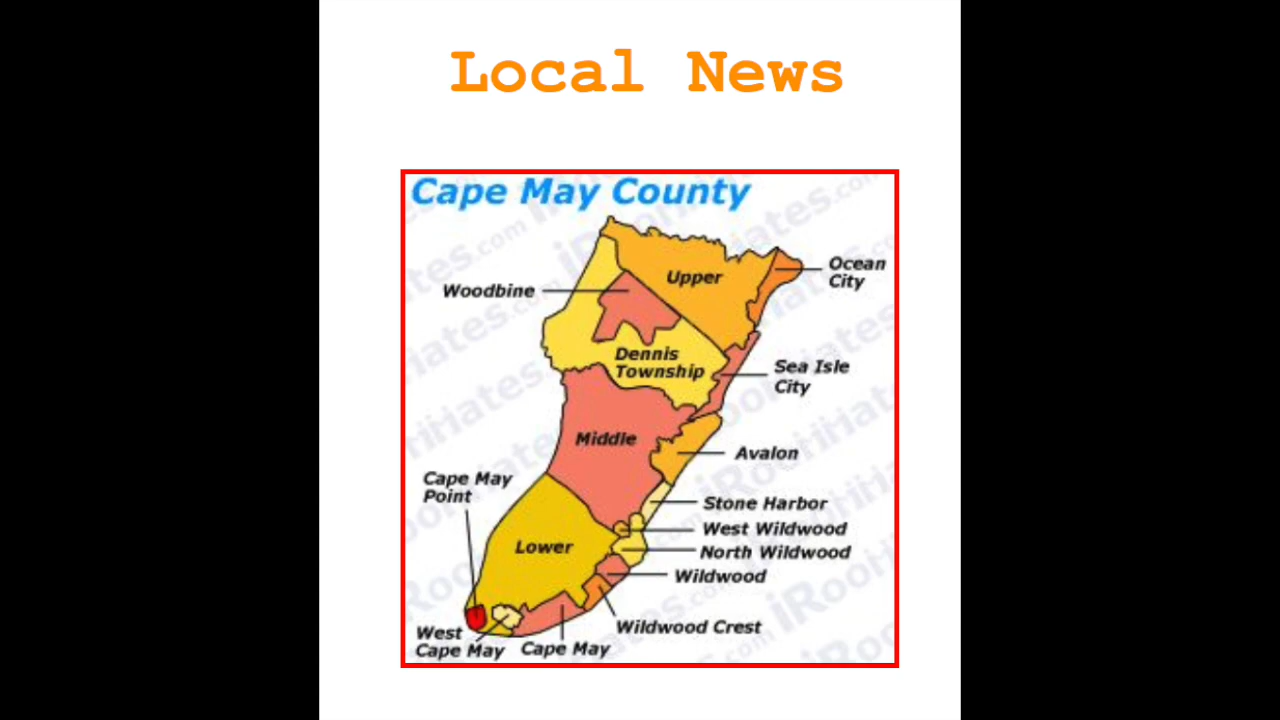 Local News
Cape May County
Upper
Ocean
City
Woodbine
Dennis
Township
Sea Isle
City
Middle
Avalon
Cape May
Point
Stone Harbor
West Wildwood
North Wildwood
Lower
Wildwood
Wildwood Crest
West
Cape May
Cape May